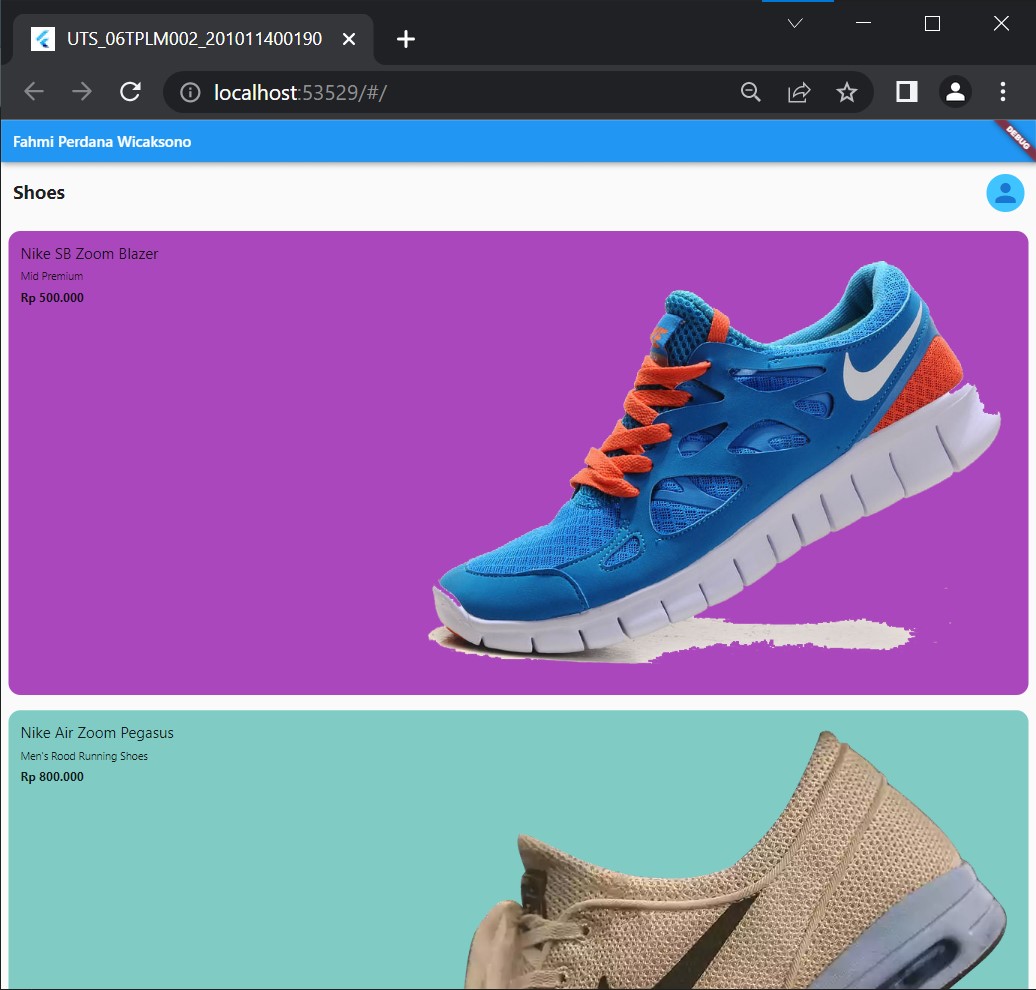 UTS_06TPLM002_201011400190
localhost:53529/#/
Fahmi Perdana Wicaksono
DEBUG
Shoes
Nike SB Zoom Blazer
Mid Premium
Rp 500.000
Nike Air Zoom Pegasus
Men's Rood Running Shoes
Rp 800.000